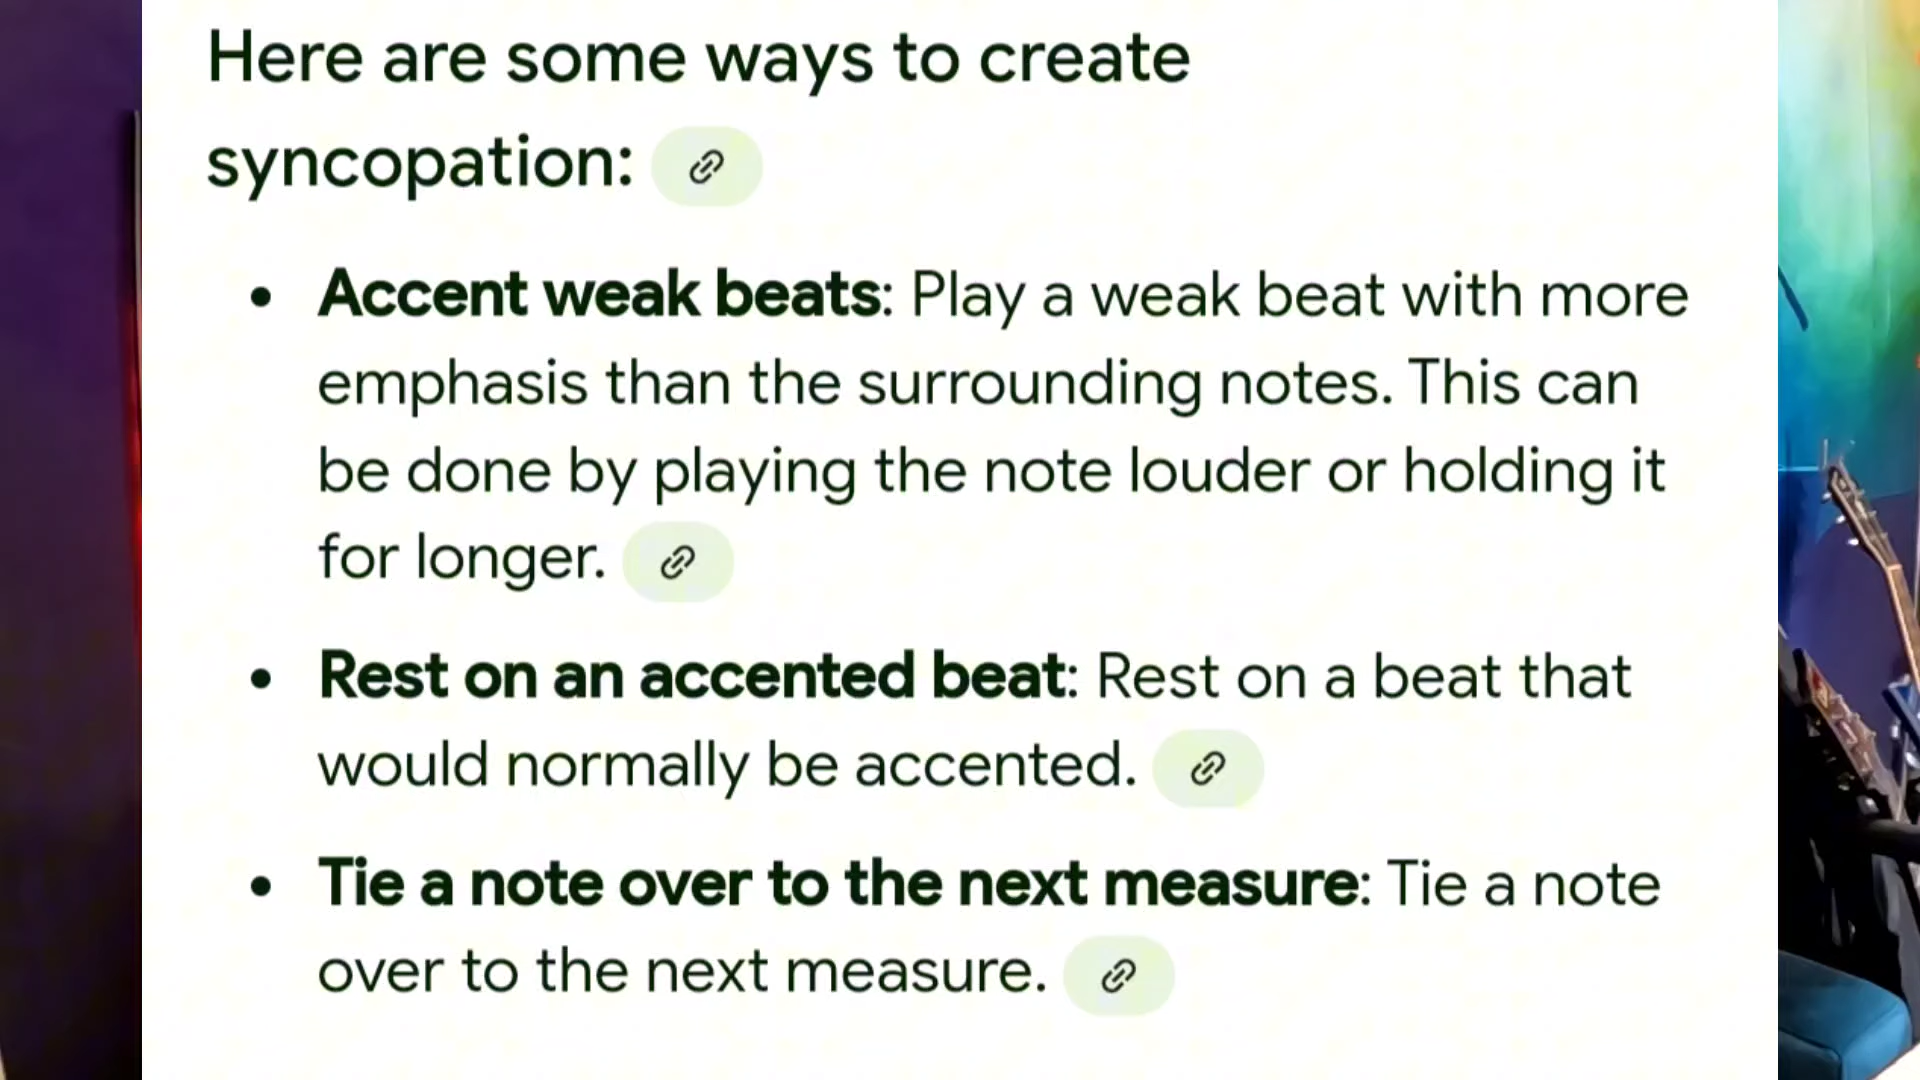 Here are some ways to create
syncopation:
• Accent weak beats: Play a weak beat with more
emphasis than the surrounding notes. This can
be done by playing the note louder or holding it
for longer.
• Rest on an accented beat: Rest on a beat that
would normally be accented.
• Tie a note over to the next measure: Tie a note
over to the next measure.